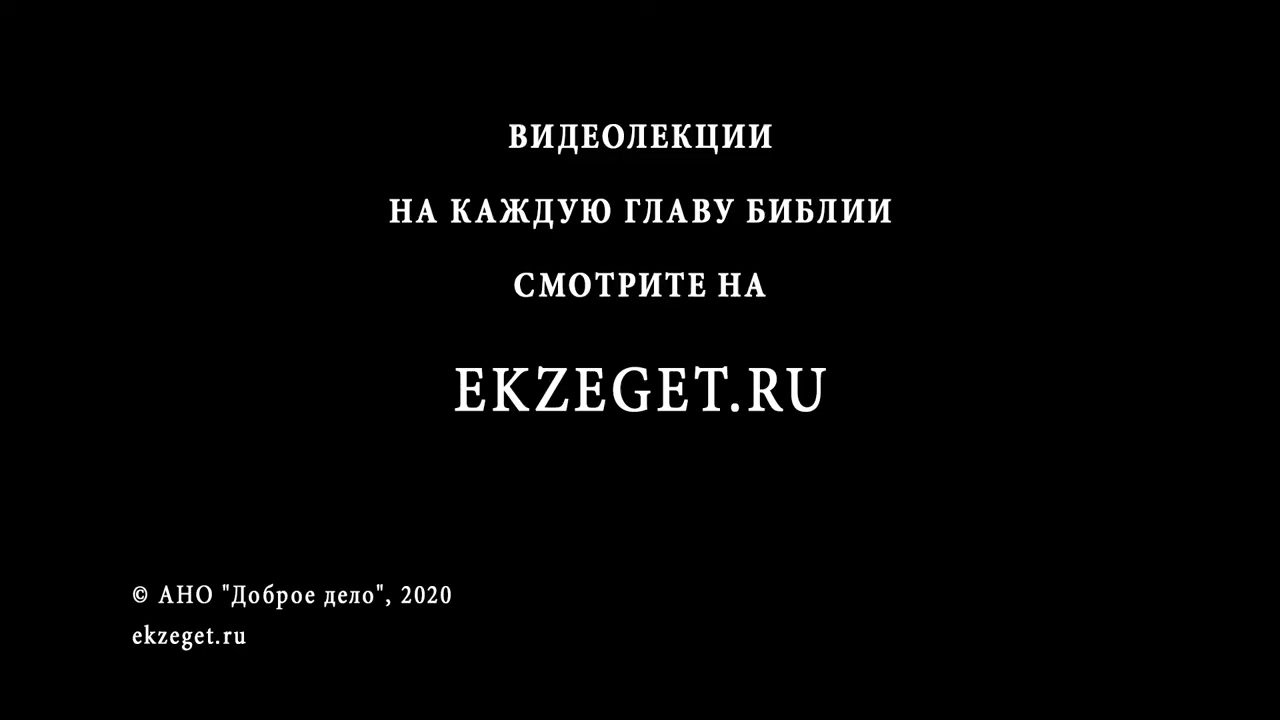 ВИДЕОЛЕКЦИИ
НА КАЖДУЮ ГЛАВУ БИБЛИИ
СМОТРИТЕ НА
EKZEGET.RU
© АНО "Доброе дело", 2020
ekzeget.ru